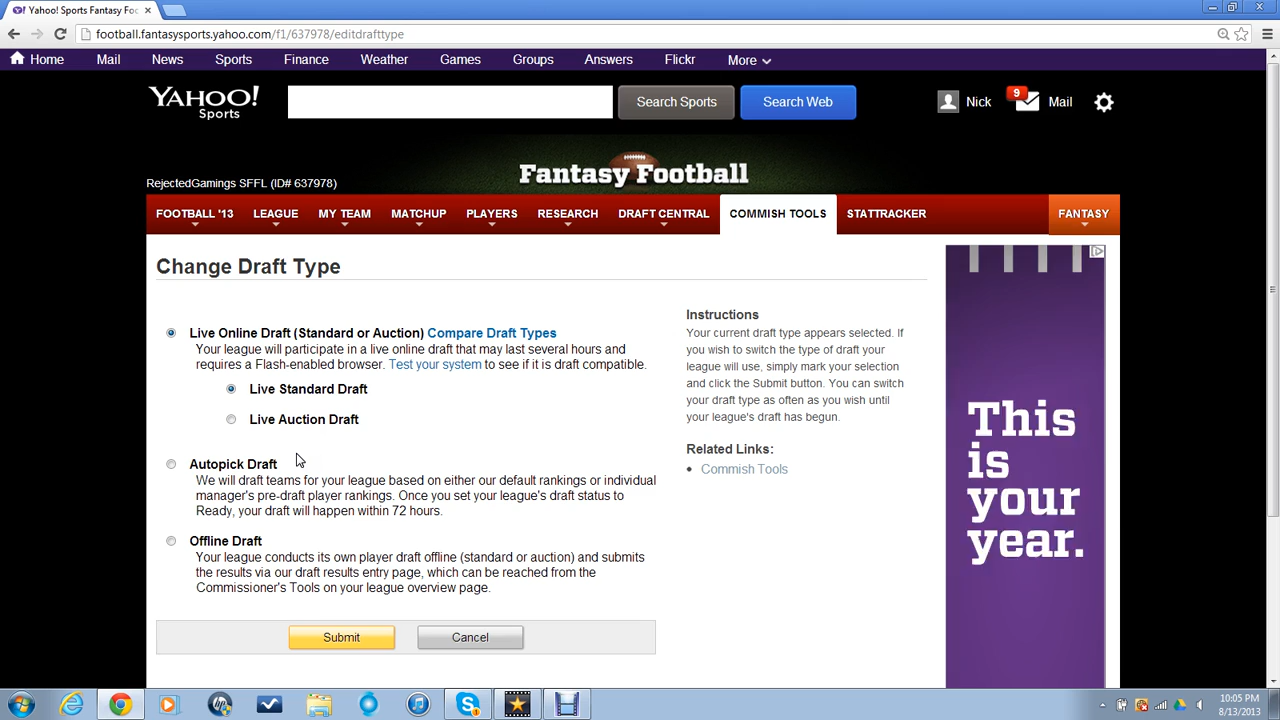 Yahoo! Sports Fantasy Foo
football.fantasysports.yahoo.com/f1/637978/editdrafttype
Home Mail News Sports Finance Weather Games Groups Answers Flickr More
YAHOO!
Sports
Search Sports Search Web
Nick 9 Mail
Fantasy Football
RejectedGamings SFFL (ID# 637978)
FOOTBALL '13 LEAGUE MY TEAM MATCHUP PLAYERS RESEARCH DRAFT CENTRAL COMMISH TOOLS STATTRACKER FANTASY
Change Draft Type
Live Online Draft (Standard or Auction) Compare Draft Types
Your league will participate in a live online draft that may last several hours and
requires a Flash-enabled browser. Test your system to see if it is draft compatible.
Live Standard Draft
Live Auction Draft
Autopick Draft
We will draft teams for your league based on either our default rankings or individual
manager's pre-draft player rankings. Once you set your league's draft status to
Ready, your draft will happen within 72 hours.
Offline Draft
Your league conducts its own player draft offline (standard or auction) and submits
the results via our draft results entry page, which can be reached from the
Commissioner's Tools on your league overview page.
Submit Cancel
Instructions
Your current draft type appears selected. If
you wish to switch the type of draft your
league will use, simply mark your selection
and click the Submit button. You can switch
your draft type as often as you wish until
your league's draft has begun.
Related Links:
Commish Tools
This
is
your
year.
10:05 PM
8/13/2013